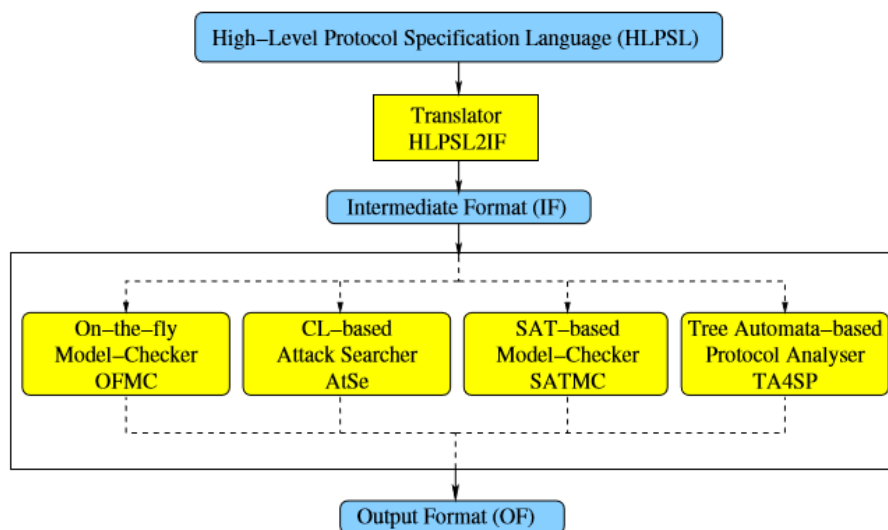 High–Level Protocol Specification Language (HLPSL)
Translator
HLPSL2IF
Intermediate Format (IF)
On–the–fly
Model–Checker
OFMC
CL–based
Attack Searcher
AtSe
SAT–based
Model–Checker
SATMC
Tree Automata–based
Protocol Analyser
TA4SP
Output Format (OF)